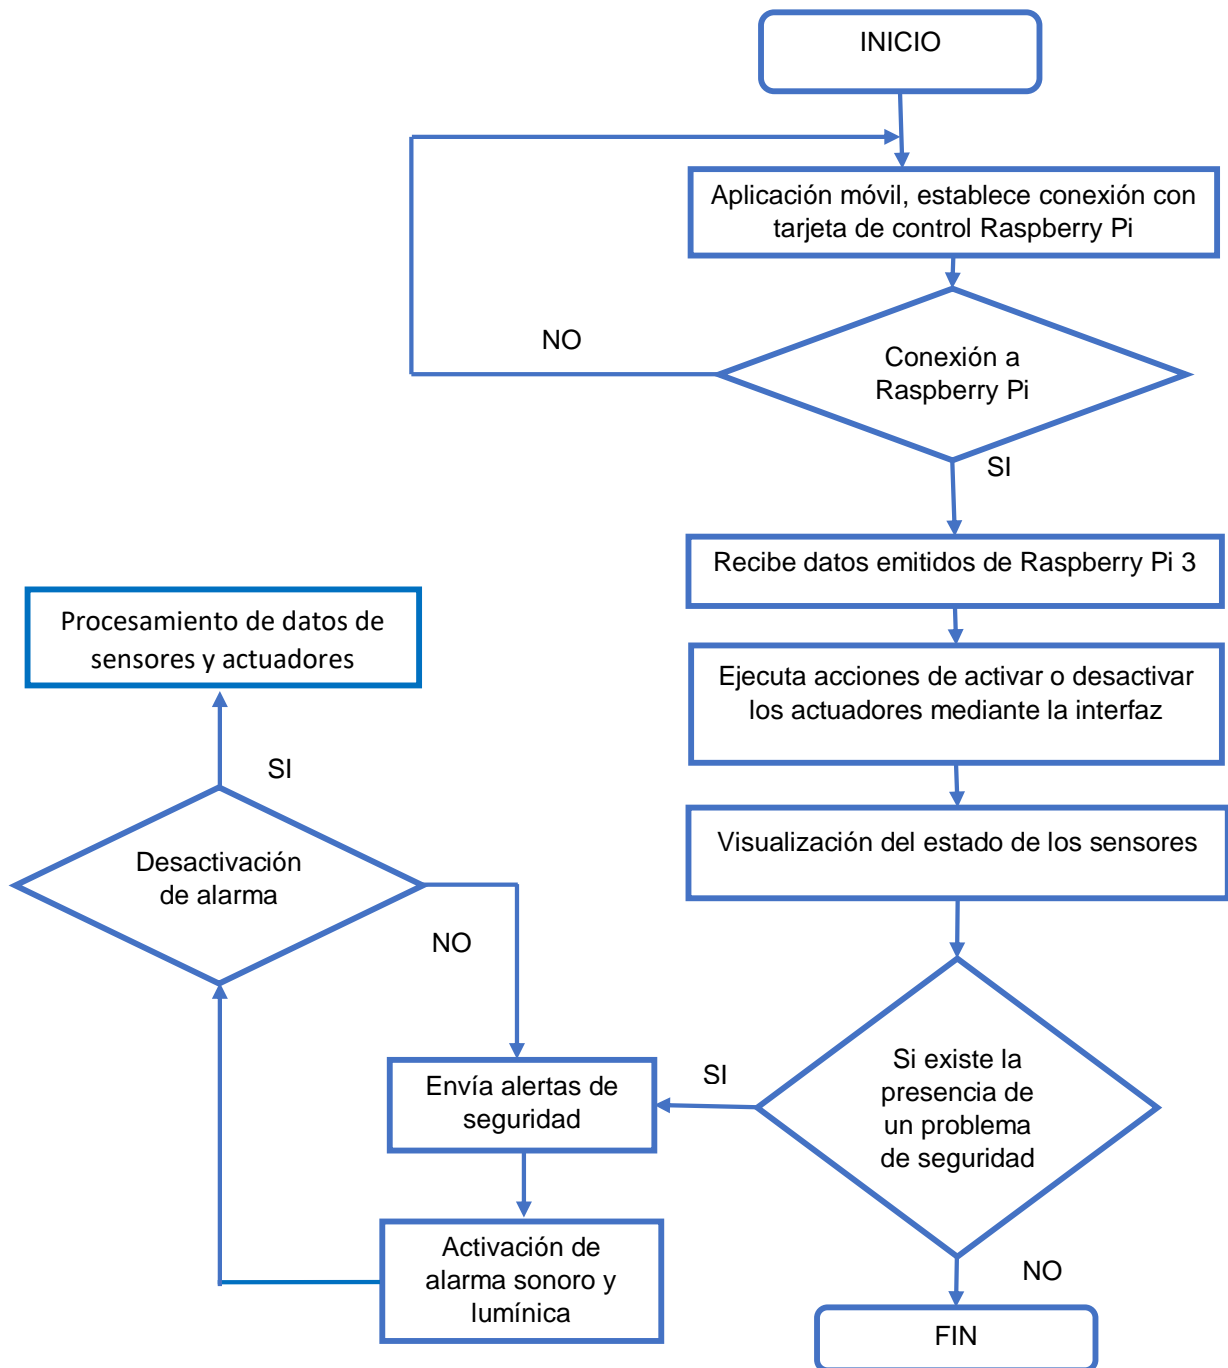 INICIO
Aplicación móvil, establece conexión con
tarjeta de control Raspberry Pi
NO
Conexión a
Raspberry Pi
SI
Recibe datos emitidos de Raspberry Pi 3
Ejecuta acciones de activar o desactivar
los actuadores mediante la interfaz
Visualización del estado de los sensores
Si existe la
presencia de
un problema
de seguridad
SI
NO
FIN
Envía alertas de
seguridad
Activación de
alarma sonoro y
lumínica
Desactivación
de alarma
NO
SI
Procesamiento de datos de
sensores y actuadores